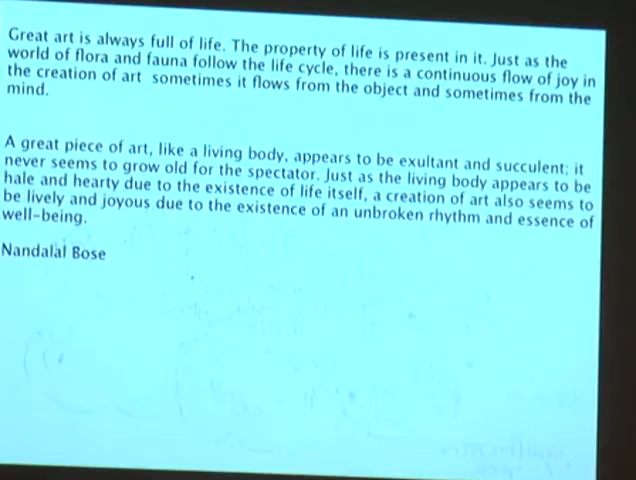 Great art is always full of life. The property of life is present in it. Just as the
world of flora and fauna follow the life cycle, there is a continuous flow of joy in
the creation of art sometimes it flows from the object and sometimes from the
mind.
A great piece of art, like a living body, appears to be exultant and succulent; it
never seems to grow old for the spectator. Just as the living body appears to be
hale and hearty due to the existence of life itself, a creation of art also seems to
be lively and joyous due to the existence of an unbroken rhythm and essence of
well-being.
Nandalal Bose